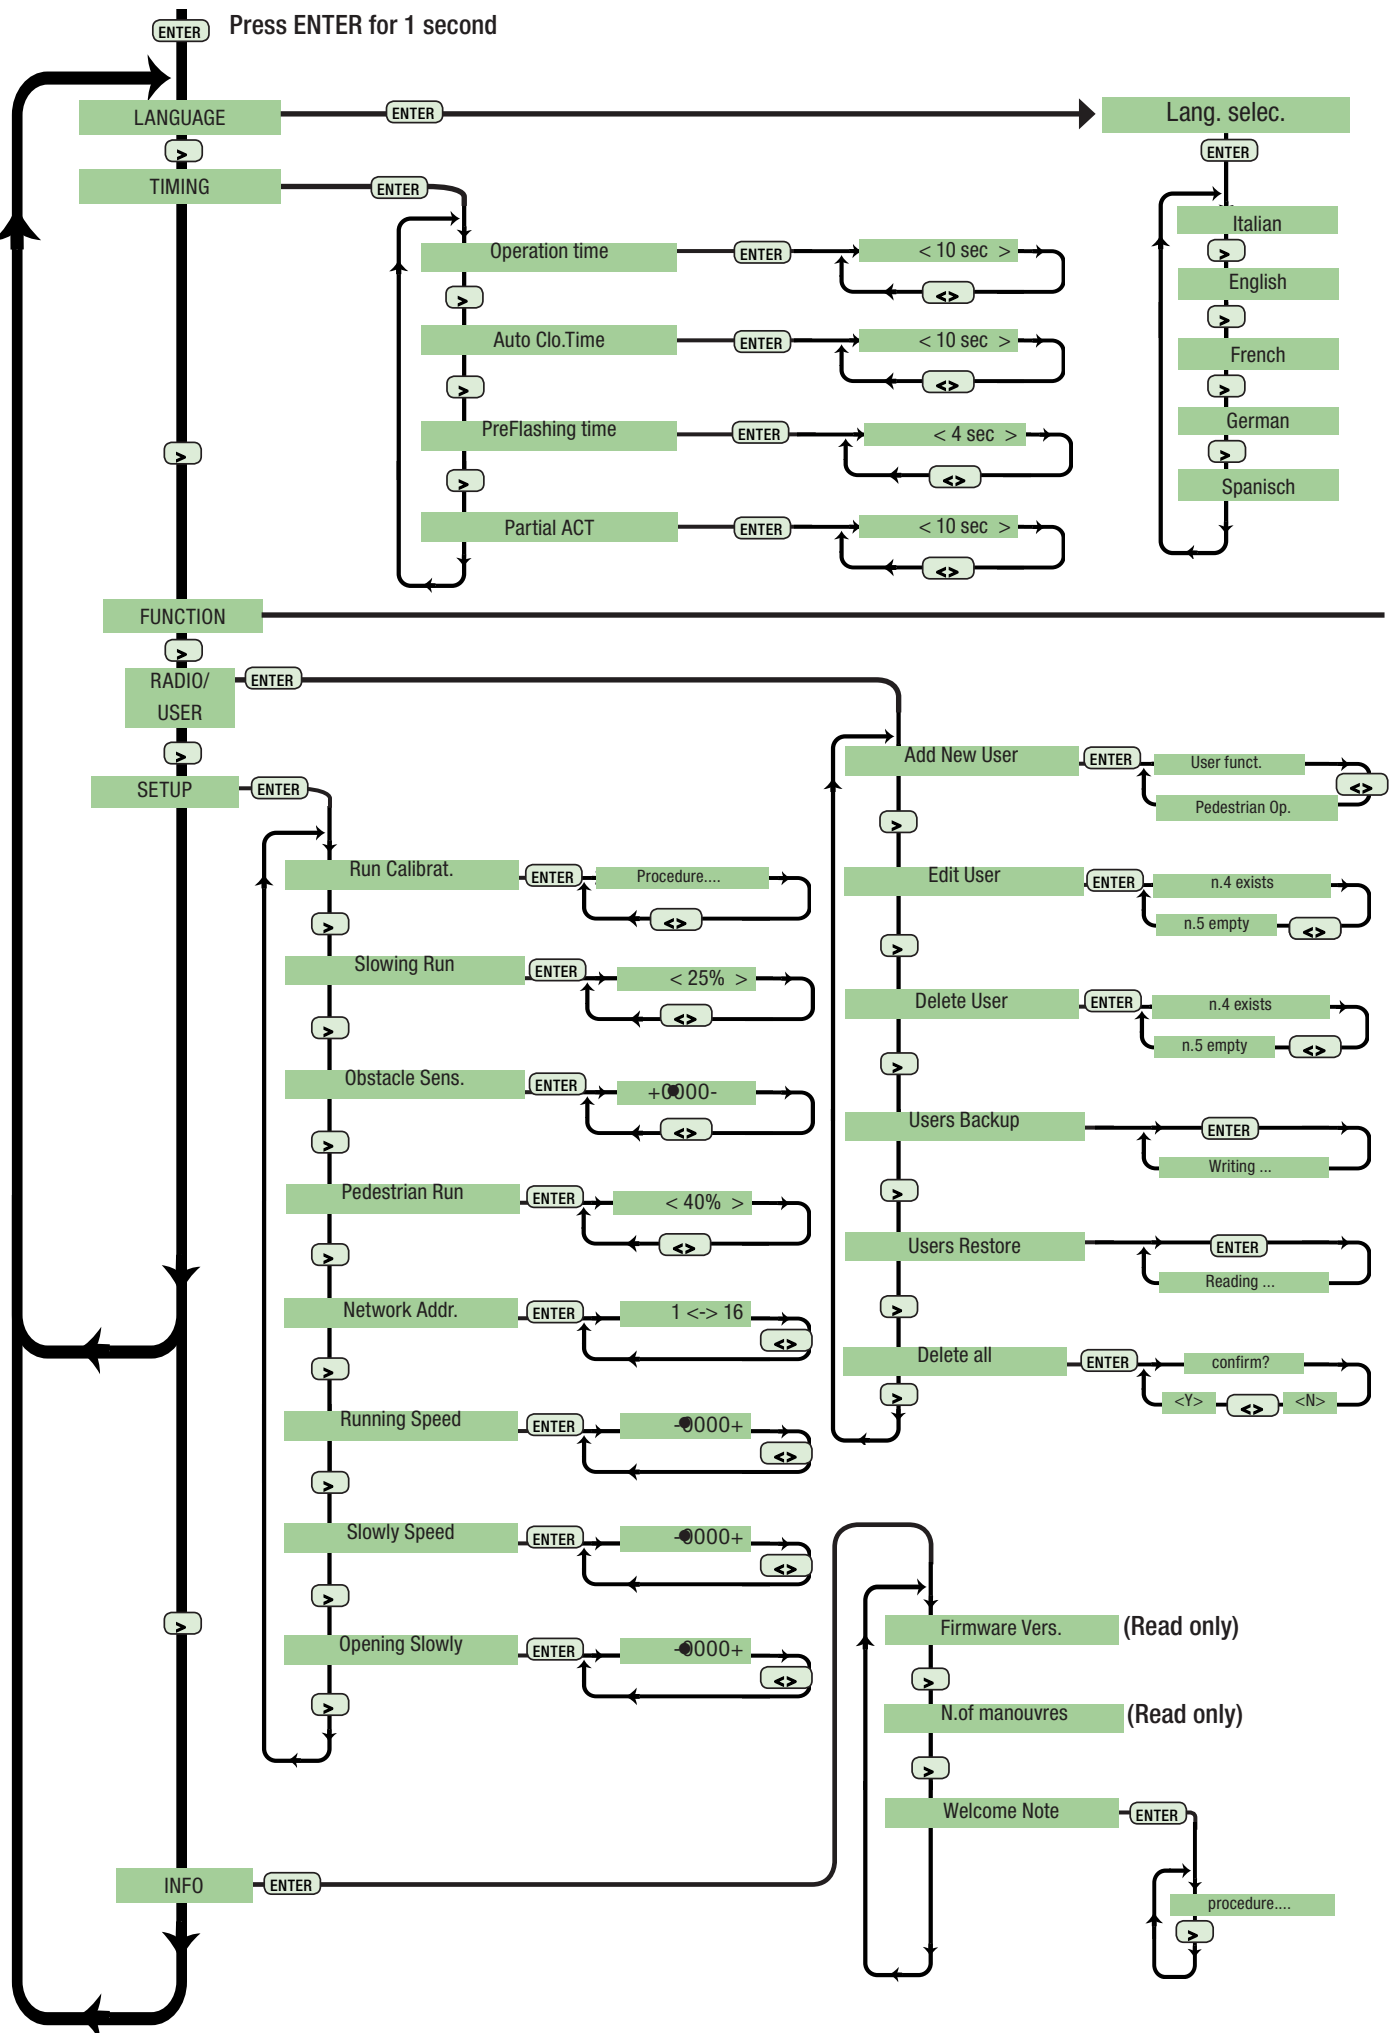 ENTER Press ENTER for 1 second
LANGUAGE ENTER Lang. selec.
ENTER
>
TIMING ENTER
Italian
>
English
>
French
>
German
>
Spanisch
Operation time ENTER < 10 sec >
<>
>
Auto Clo.Time ENTER < 10 sec >
<>
>
PreFlashing time ENTER < 4 sec >
<>
>
Partial ACT ENTER < 10 sec >
<>
>
FUNCTION
>
RADIO/
USER
ENTER
Add New User ENTER User funct.
<>
Pedestrian Op.
>
Edit User ENTER n.4 exists
n.5 empty <>
>
Delete User ENTER n.4 exists
n.5 empty <>
>
Users Backup ENTER
Writing ...
>
Users Restore ENTER
Reading ...
>
Delete all ENTER confirm?
<Y> <> <N>
>
>
SETUP ENTER
Run Calibrat. ENTER Procedure....
<>
>
Slowing Run ENTER < 25% >
<>
>
Obstacle Sens. ENTER +0●000-
<>
>
Pedestrian Run ENTER < 40% >
<>
>
Network Addr. ENTER 1 <-> 16
<>
>
Running Speed ENTER -●0000+
<>
>
Slowly Speed ENTER -●0000+
<>
>
Opening Slowly ENTER -●0000+
<>
>
>
INFO ENTER
Firmware Vers. (Read only)
>
N.of manouvres (Read only)
>
Welcome Note ENTER
procedure....
>